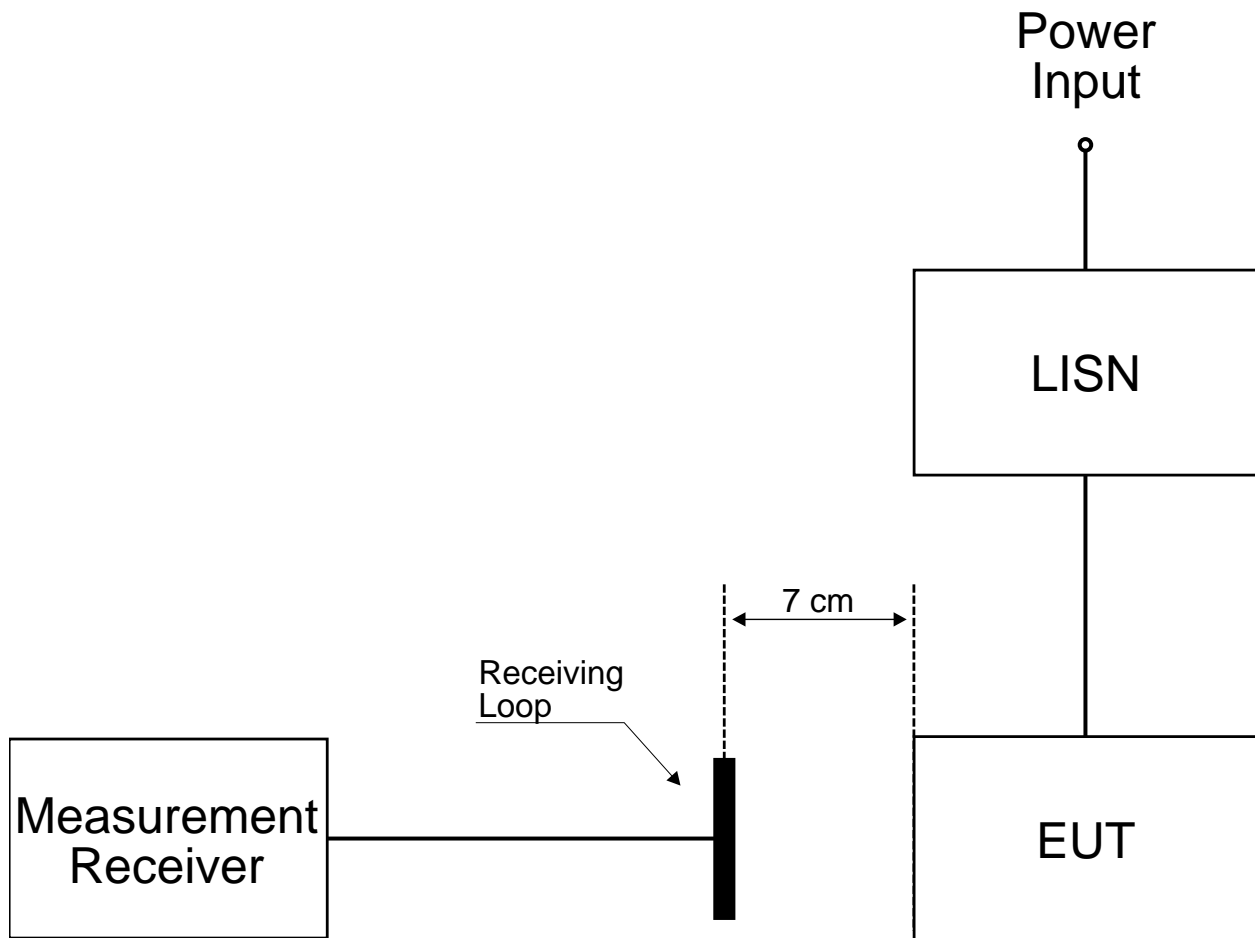 Power
Input
LISN
7 cm
Receiving
Loop
Measurement
Receiver
EUT